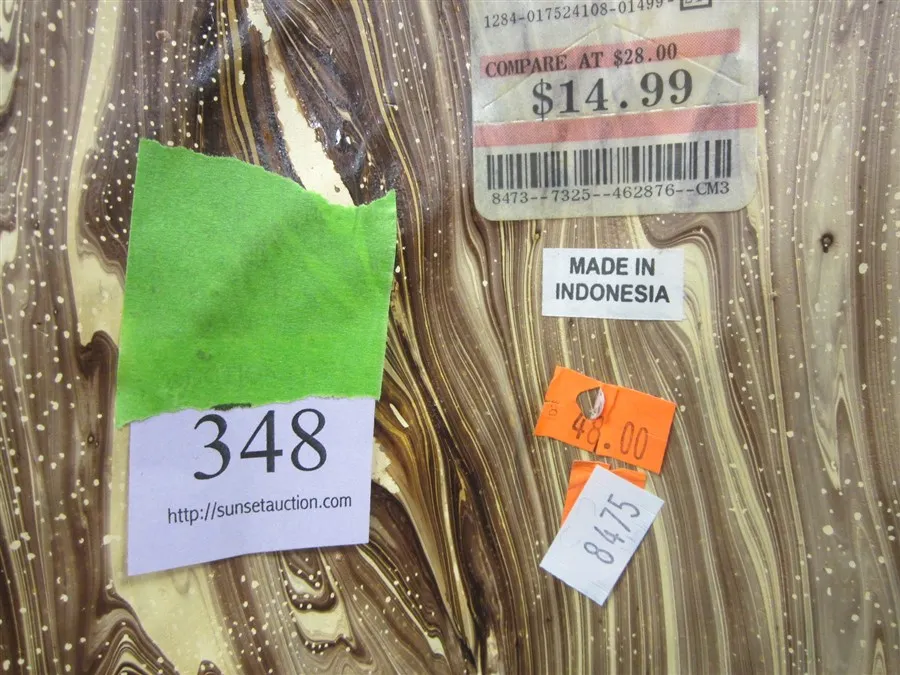 1284-017524108-01499-
COMPARE AT $28.00
$14.99
8473--7325--462876--CM3
MADE IN
INDONESIA
48.00
8475
348
http://sunsetauction.com